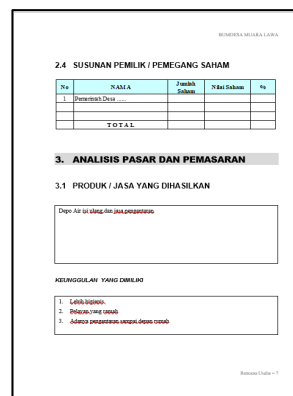 BUMDESA MUARA LAWA
2.4 SUSUNAN PEMILIK / PEMEGANG SAHAM
No NAMA Jumlah Saham Nilai Saham %
1. Pemerintah Desa ......
TOTAL
3. ANALISIS PASAR DAN PEMASARAN
3.1 PRODUK / JASA YANG DIHASILKAN
Depo Air isi ulang dan jasa pengantaran
KEUNGGULAN YANG DIMILIKI
1. Lebih higienis.
2. Pelayan yang ramah
3. Adanya pengantaran sampai depan rumah
Rencana Usaha – 7